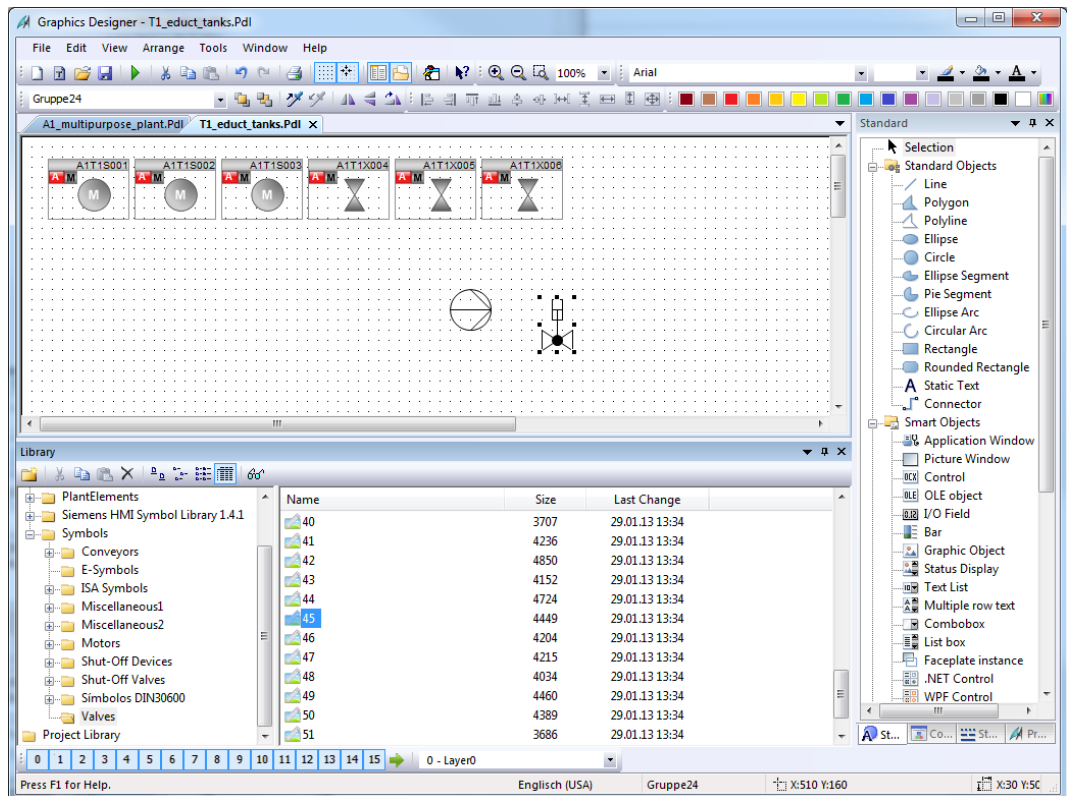 Graphics Designer - T1_educt_tanks.Pdl
File Edit View Arrange Tools Window Help
100% Arial
Gruppe24
A1_multipurpose_plant.Pdl T1_educt_tanks.Pdl
A1T1S001 A1T1S002 A1T1S003 A1T1X004 A1T1X005 A1T1X006
A M A M A M A M A M A M
M M M
Library
PlantElements
Siemens HMI Symbol Library 1.4.1
Symbols
Conveyors
E-Symbols
ISA Symbols
Miscellaneous1
Miscellaneous2
Motors
Shut-Off Devices
Shut-Off Valves
Símbolos DIN30600
Valves
Project Library
Name Size Last Change
40 3707 29.01.13 13:34
41 4236 29.01.13 13:34
42 4850 29.01.13 13:34
43 4152 29.01.13 13:34
44 4724 29.01.13 13:34
45 4449 29.01.13 13:34
46 4204 29.01.13 13:34
47 4215 29.01.13 13:34
48 4034 29.01.13 13:34
49 4460 29.01.13 13:34
50 4389 29.01.13 13:34
51 3686 29.01.13 13:34
Standard
Selection
Standard Objects
Line
Polygon
Polyline
Ellipse
Circle
Ellipse Segment
Pie Segment
Ellipse Arc
Circular Arc
Rectangle
Rounded Rectangle
A Static Text
Connector
Smart Objects
Application Window
Picture Window
OCX Control
OLE OLE object
0.12 I/O Field
Bar
Graphic Object
Status Display
Text List
Multiple row text
Combobox
List box
Faceplate instance
.NET Control
WPF Control
St... Co... St... Pr...
0 1 2 3 4 5 6 7 8 9 10 11 12 13 14 15 0 - Layer0
Press F1 for Help. Englisch (USA) Gruppe24 X:510 Y:160 X:30 Y:50